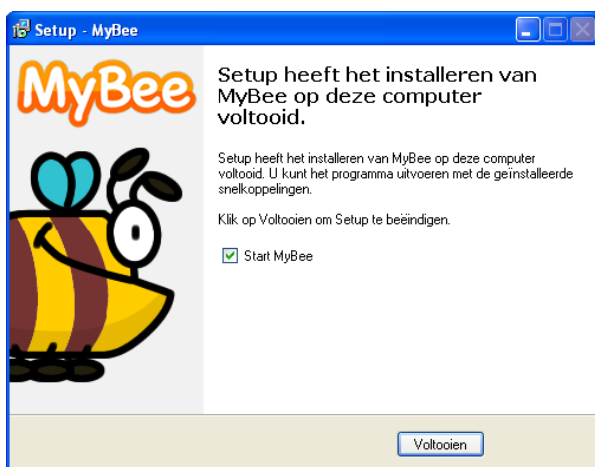 Setup - MyBee
MyBee
Setup heeft het installeren van
MyBee op deze computer
voltooid.
Setup heeft het installeren van MyBee op deze computer
voltooid. U kunt het programma uitvoeren met de geïnstalleerde
snelkoppelingen.
Klik op Voltooien om Setup te beëindigen.
Start MyBee
Voltooien